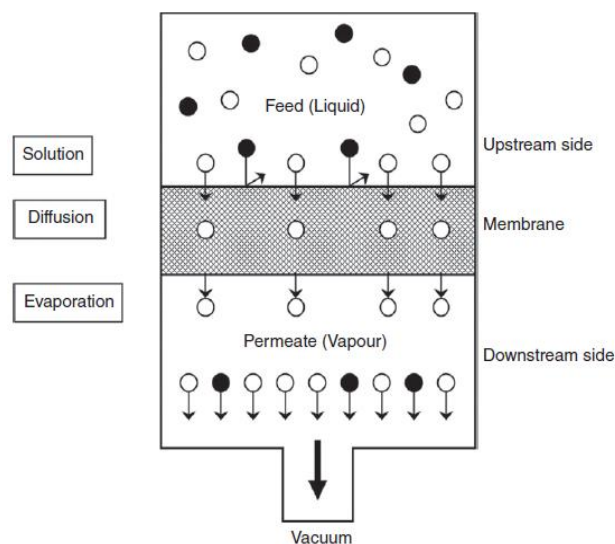 Feed (Liquid)
Solution
Upstream side
Diffusion
Membrane
Evaporation
Permeate (Vapour)
Downstream side
Vacuum